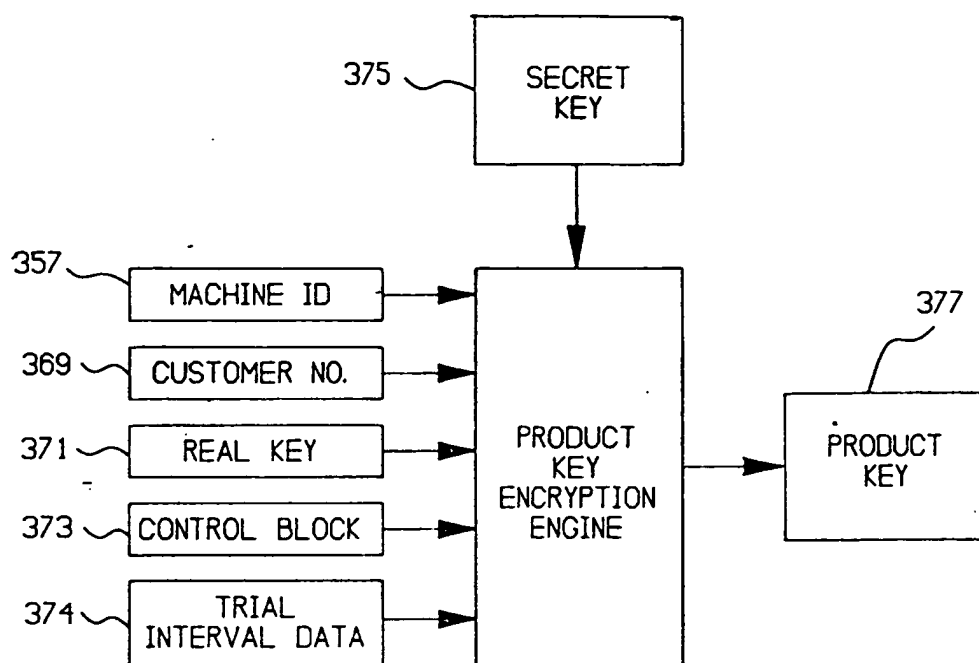 375
SECRET
KEY
357
MACHINE ID
377
369
CUSTOMER NO.
371
REAL KEY
PRODUCT
KEY
ENCRYPTION
ENGINE
PRODUCT
KEY
373
CONTROL BLOCK
374
TRIAL
INTERVAL DATA